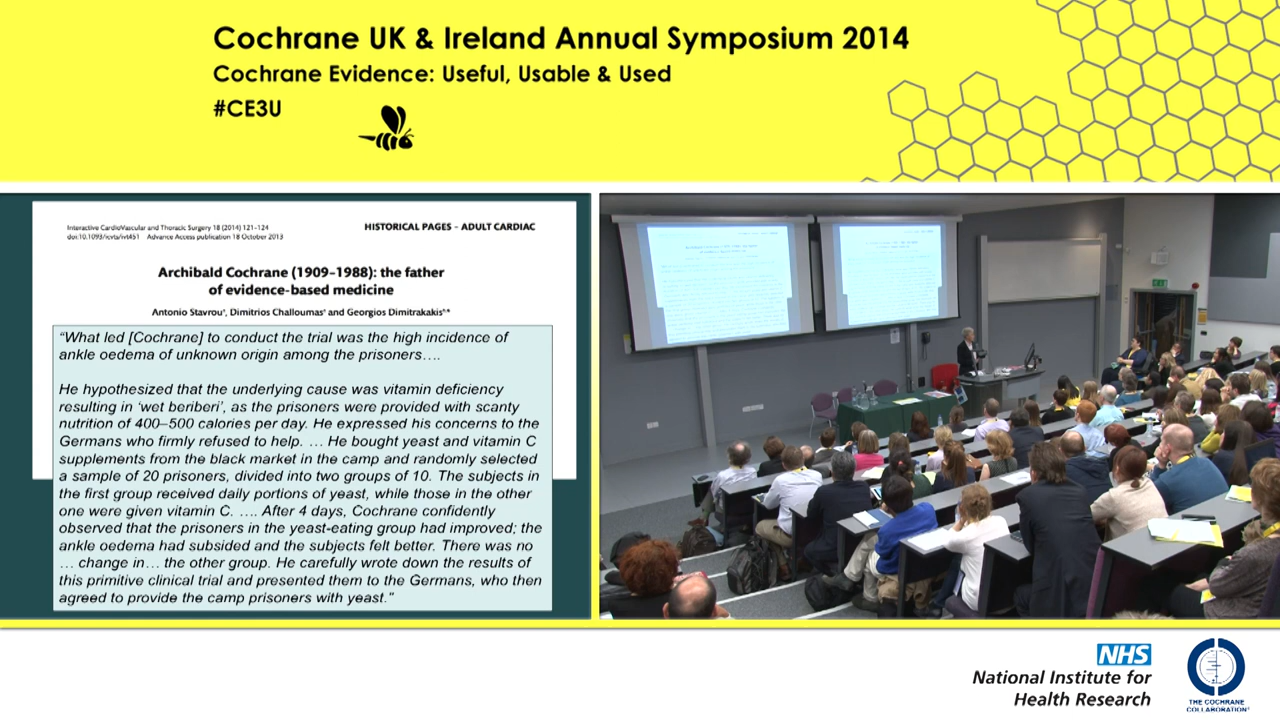 Cochrane UK & Ireland Annual Symposium 2014
Cochrane Evidence: Useful, Usable & Used
#CE3U
Interactive CardioVascular and Thoracic Surgery 18 (2014) 121–124
doi:10.1093/icvts/ivt451 Advance Access publication 18 October 2013
HISTORICAL PAGES – ADULT CARDIAC
Archibald Cochrane (1909–1988): the father
of evidence-based medicine
Antonio Stavrou, Dimitrios Challoumas and Georgios Dimitrakakis
“What led [Cochrane] to conduct the trial was the high incidence of
ankle oedema of unknown origin among the prisoners….
He hypothesized that the underlying cause was vitamin deficiency
resulting in ‘wet beriberi’, as the prisoners were provided with scanty
nutrition of 400–500 calories per day. He expressed his concerns to the
Germans who firmly refused to help. … He bought yeast and vitamin C
supplements from the black market in the camp and randomly selected
a sample of 20 prisoners, divided into two groups of 10. The subjects in
the first group received daily portions of yeast, while those in the other
one were given vitamin C. …. After 4 days, Cochrane confidently
observed that the prisoners in the yeast-eating group had improved; the
ankle oedema had subsided and the subjects felt better. There was no
… change in… the other group. He carefully wrote down the results of
this primitive clinical trial and presented them to the Germans, who then
agreed to provide the camp prisoners with yeast."
NHS
National Institute for
Health Research
THE COCHRANE
COLLABORATION®